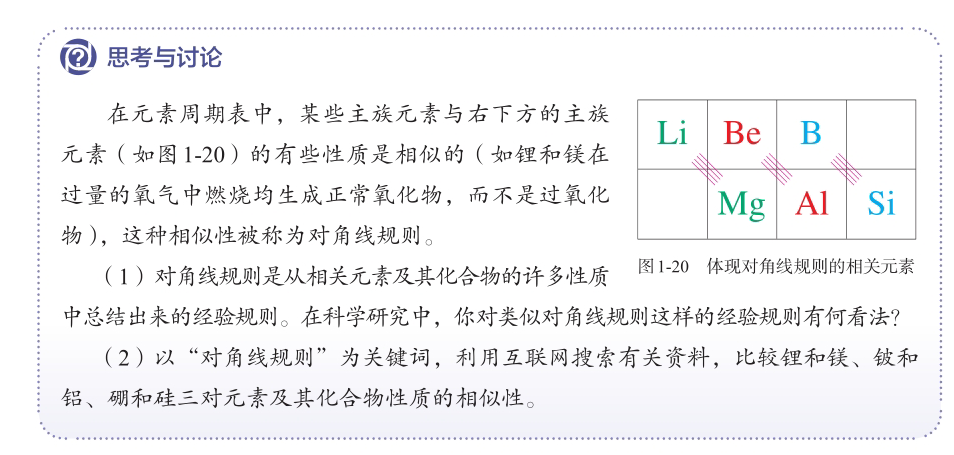 思考与讨论
在元素周期表中，某些主族元素与右下方的主族
元素（如图1-20）的有些性质是相似的（如锂和镁在
过量的氧气中燃烧均生成正常氧化物，而不是过氧化
物），这种相似性被称为对角线规则。
Li Be B
Mg Al Si
图1-20 体现对角线规则的相关元素
（1）对角线规则是从相关元素及其化合物的许多性质
中总结出来的经验规则。在科学研究中，你对类似对角线规则这样的经验规则有何看法?
（2）以“对角线规则”为关键词，利用互联网搜索有关资料，比较锂和镁、铍和
铝、硼和硅三对元素及其化合物性质的相似性。